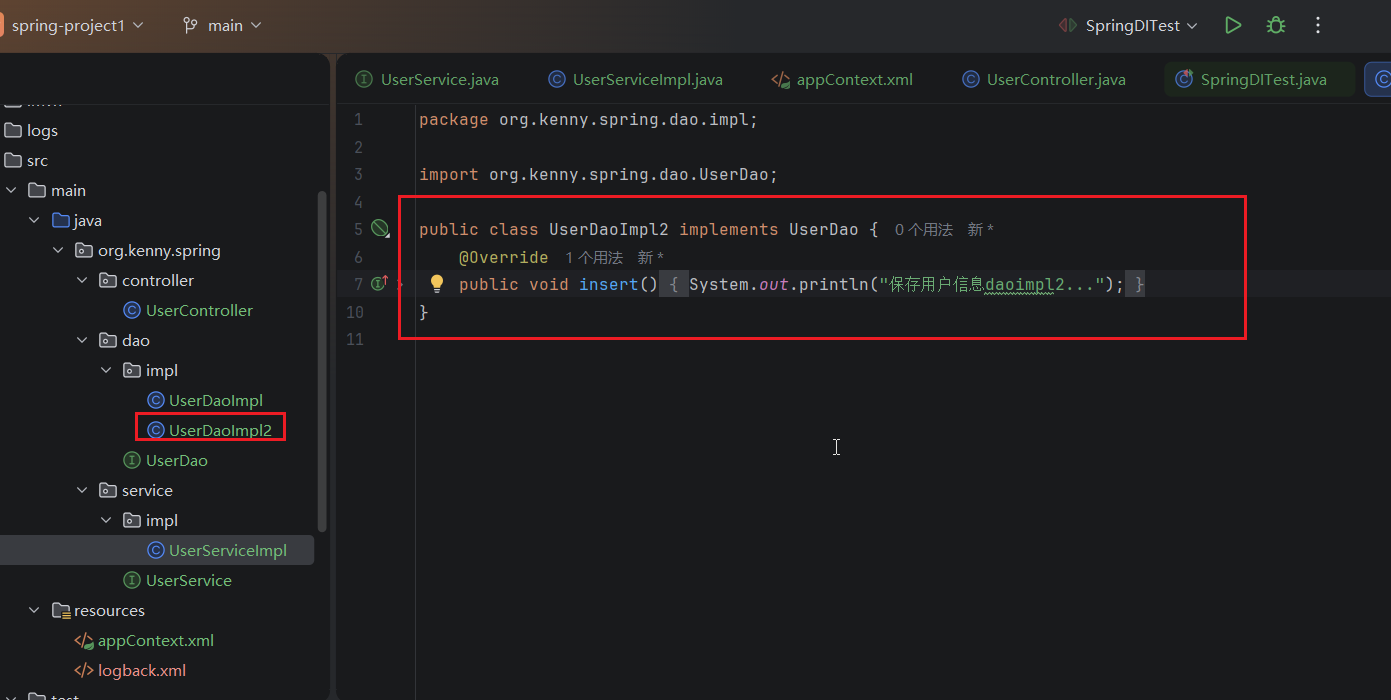 spring-project1 main SpringDITest
UserService.java UserServiceImpl.java appContext.xml UserController.java SpringDITest.java
logs
src
main
java
org.kenny.spring
controller
UserController
dao
impl
UserDaoImpl
UserDaoImpl2
UserDao
service
impl
UserServiceImpl
UserService
resources
appContext.xml
logback.xml
test
1 package org.kenny.spring.dao.impl;
2
3 import org.kenny.spring.dao.UserDao;
4
5 public class UserDaoImpl2 implements UserDao { 0个用法 新*
6 @Override 1个用法 新*
7 public void insert() { System.out.println("保存用户信息daoimpl2..."); }
10 }
11